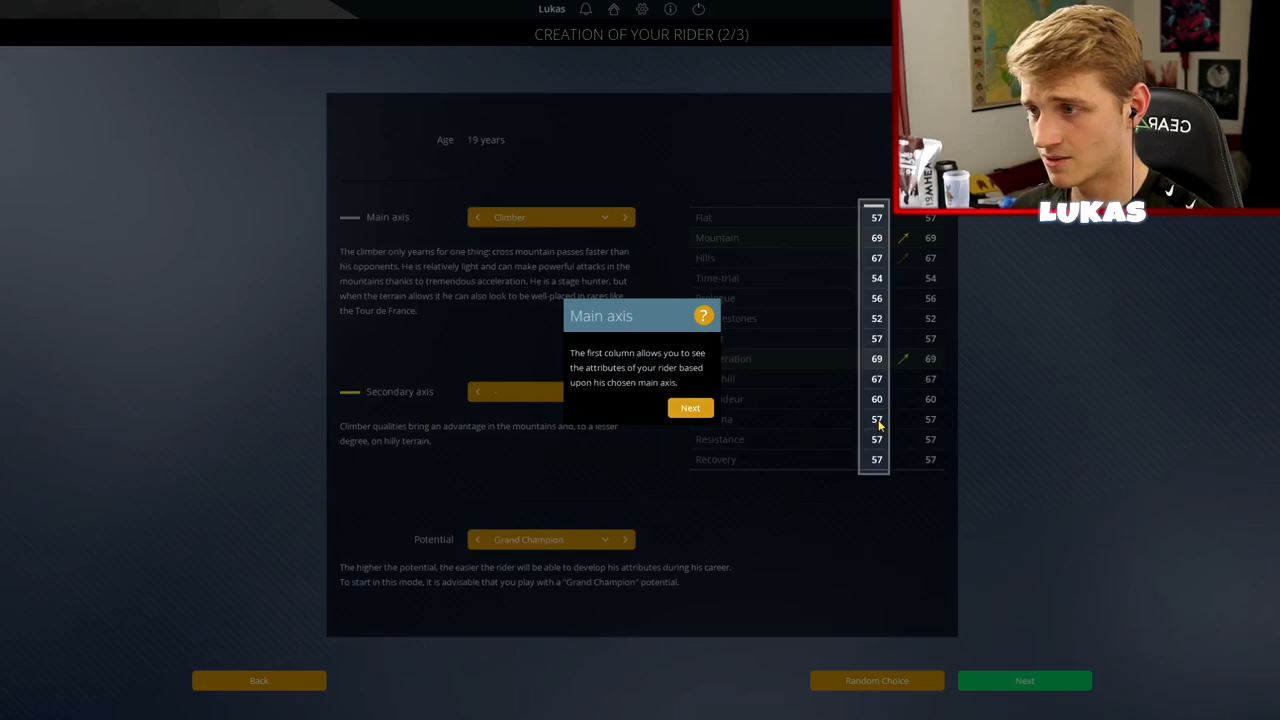 Lukas
CREATION OF YOUR RIDER (2/3)
Age 19 years
Main axis
Climber
The climber only yearns for one thing: cross mountain passes faster than
his opponents. He is relatively light and can make powerful attacks in the
mountains thanks to tremendous acceleration. He is a stage hunter, but
when the terrain allows it he can also look to be well-placed in races like
the Tour de France.
Secondary axis
-
Climber qualities bring an advantage in the mountains and, to a lesser
degree, on hilly terrain.
Potential
Grand Champion
The higher the potential, the easier the rider will be able to develop his attributes during his career.
To start in this mode, it is advisable that you play with a "Grand Champion" potential.
Flat 57 57
Mountain 69 69
Hills 67 67
Time-trial 54 54
56 56
52 52
57 57
69 69
67 67
60 60
57 57
Resistance 57 57
Recovery 57 57
Main axis
?
The first column allows you to see
the attributes of your rider based
upon his chosen main axis.
Next
Back
Random Choice
Next
GEAR
LUKAS